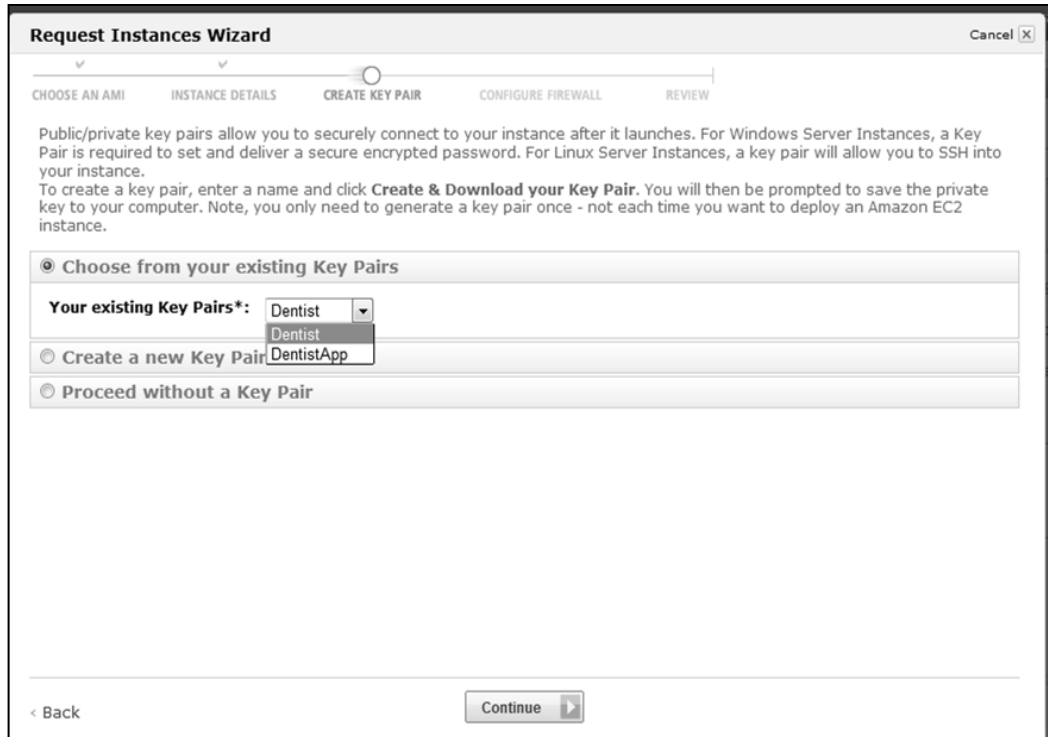 Request Instances Wizard
Cancel X
CHOOSE AN AMI INSTANCE DETAILS CREATE KEY PAIR CONFIGURE FIREWALL REVIEW
Public/private key pairs allow you to securely connect to your instance after it launches. For Windows Server Instances, a Key
Pair is required to set and deliver a secure encrypted password. For Linux Server Instances, a key pair will allow you to SSH into
your instance.
To create a key pair, enter a name and click Create & Download your Key Pair. You will then be prompted to save the private
key to your computer. Note, you only need to generate a key pair once - not each time you want to deploy an Amazon EC2
instance.
Choose from your existing Key Pairs
Your existing Key Pairs*: Dentist
Dentist
DentistApp
Create a new Key Pair
Proceed without a Key Pair
< Back
Continue